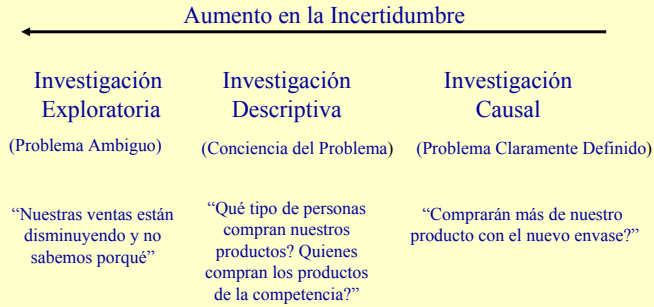 Aumento en la Incertidumbre
Investigación
Exploratoria
(Problema Ambiguo)
“Nuestras ventas están
disminuyendo y no
sabemos porqué”
Investigación
Descriptiva
(Conciencia del Problema)
“Qué tipo de personas
compran nuestros
productos? Quienes
compran los productos
de la competencia?”
Investigación
Causal
(Problema Claramente Definido)
“Comprarán más de nuestro
producto con el nuevo envase?”